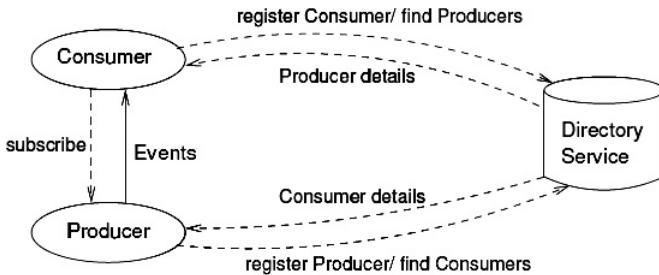 register Consumer/ find Producers
Consumer
Producer details
Directory
Service
subscribe
Events
Consumer details
Producer
register Producer/ find Consumers